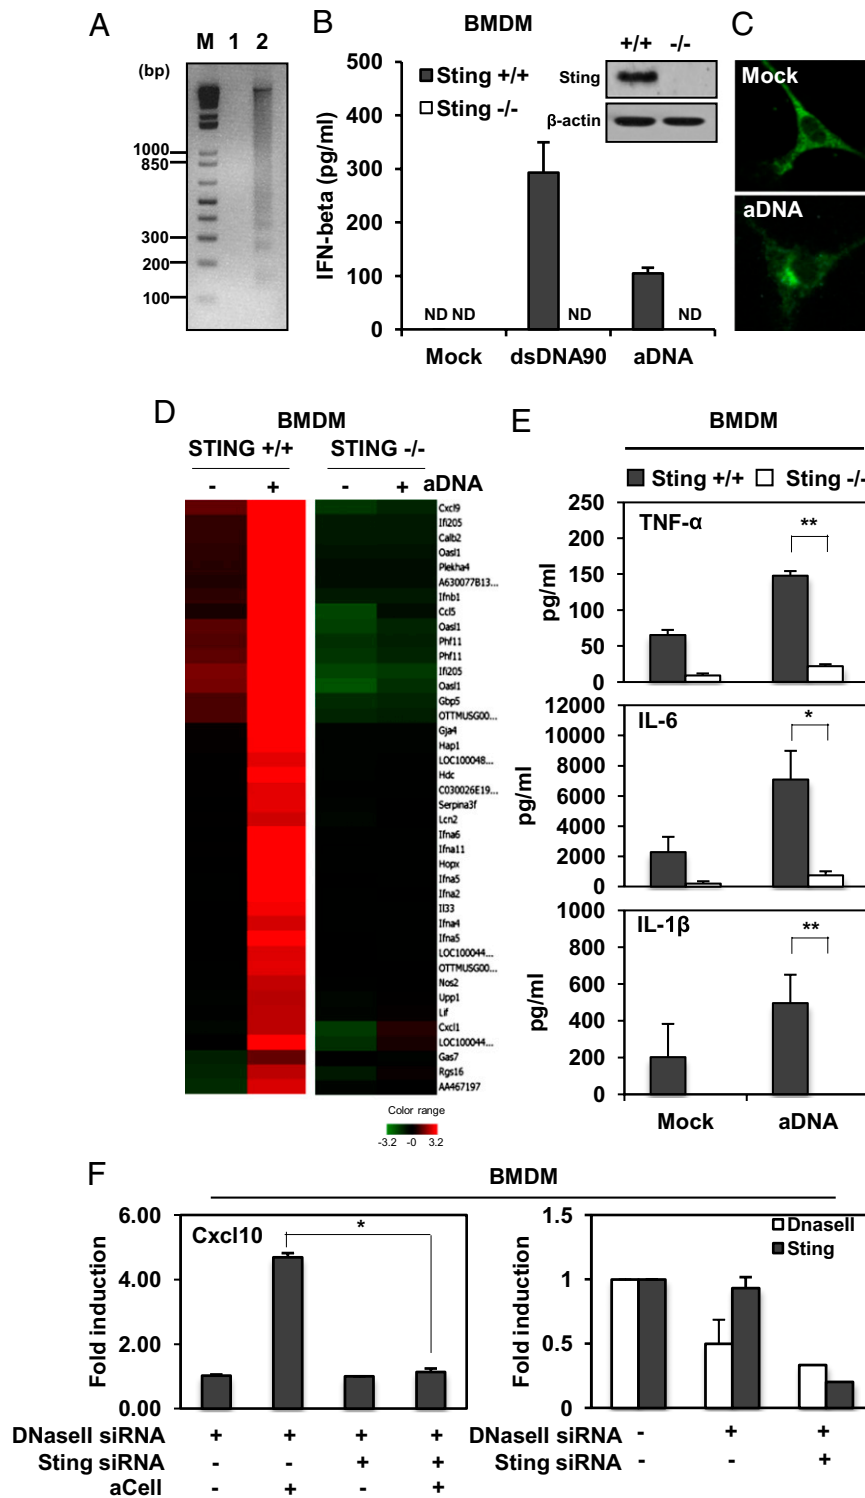 A
M 1 2
(bp)
1000
850
300
200
100
B
BMDM
+/+ -/-
Sting
β-actin
Sting +/+
Sting -/-
IFN-beta (pg/ml)
500
400
300
200
100
0
ND ND
ND
ND
Mock dsDNA90 aDNA
C
Mock
aDNA
D
BMDM
STING +/+ STING -/-
- + - + aDNA
Cxcl9
Ifi205
Calb2
Oasl1
Plekha4
A630077B13...
Ifnb1
Ccl5
Oasl1
Phf11
Phf11
Ifi205
Oasl1
Gbp5
OTTMUSG00...
Gja4
Hap1
LOC100048...
Hdc
C030026E19...
Serpina3f
Lcn2
Ifna6
Ifna11
Hopx
Ifna5
Ifna2
Il33
Ifna4
Ifna5
LOC100044...
OTTMUSG00...
Nos2
Upp1
Lif
Cxcl1
LOC100044...
Gas7
Rgs16
AA467197
Color range
-3.2 -0 3.2
E
BMDM
Sting +/+ Sting -/-
TNF-α
**
pg/ml
250
200
150
100
50
0
IL-6
*
pg/ml
12000
10000
8000
6000
4000
2000
0
IL-1β
**
pg/ml
1000
800
600
400
200
0
Mock aDNA
F
BMDM
Cxcl10
*
Fold induction
6.00
4.00
2.00
0.00
DNaseII siRNA + + + +
Sting siRNA - - + +
aCell - + - +
DnaseII
Sting
Fold induction
1.5
1
0.5
0
DNaseII siRNA - + +
Sting siRNA - - +